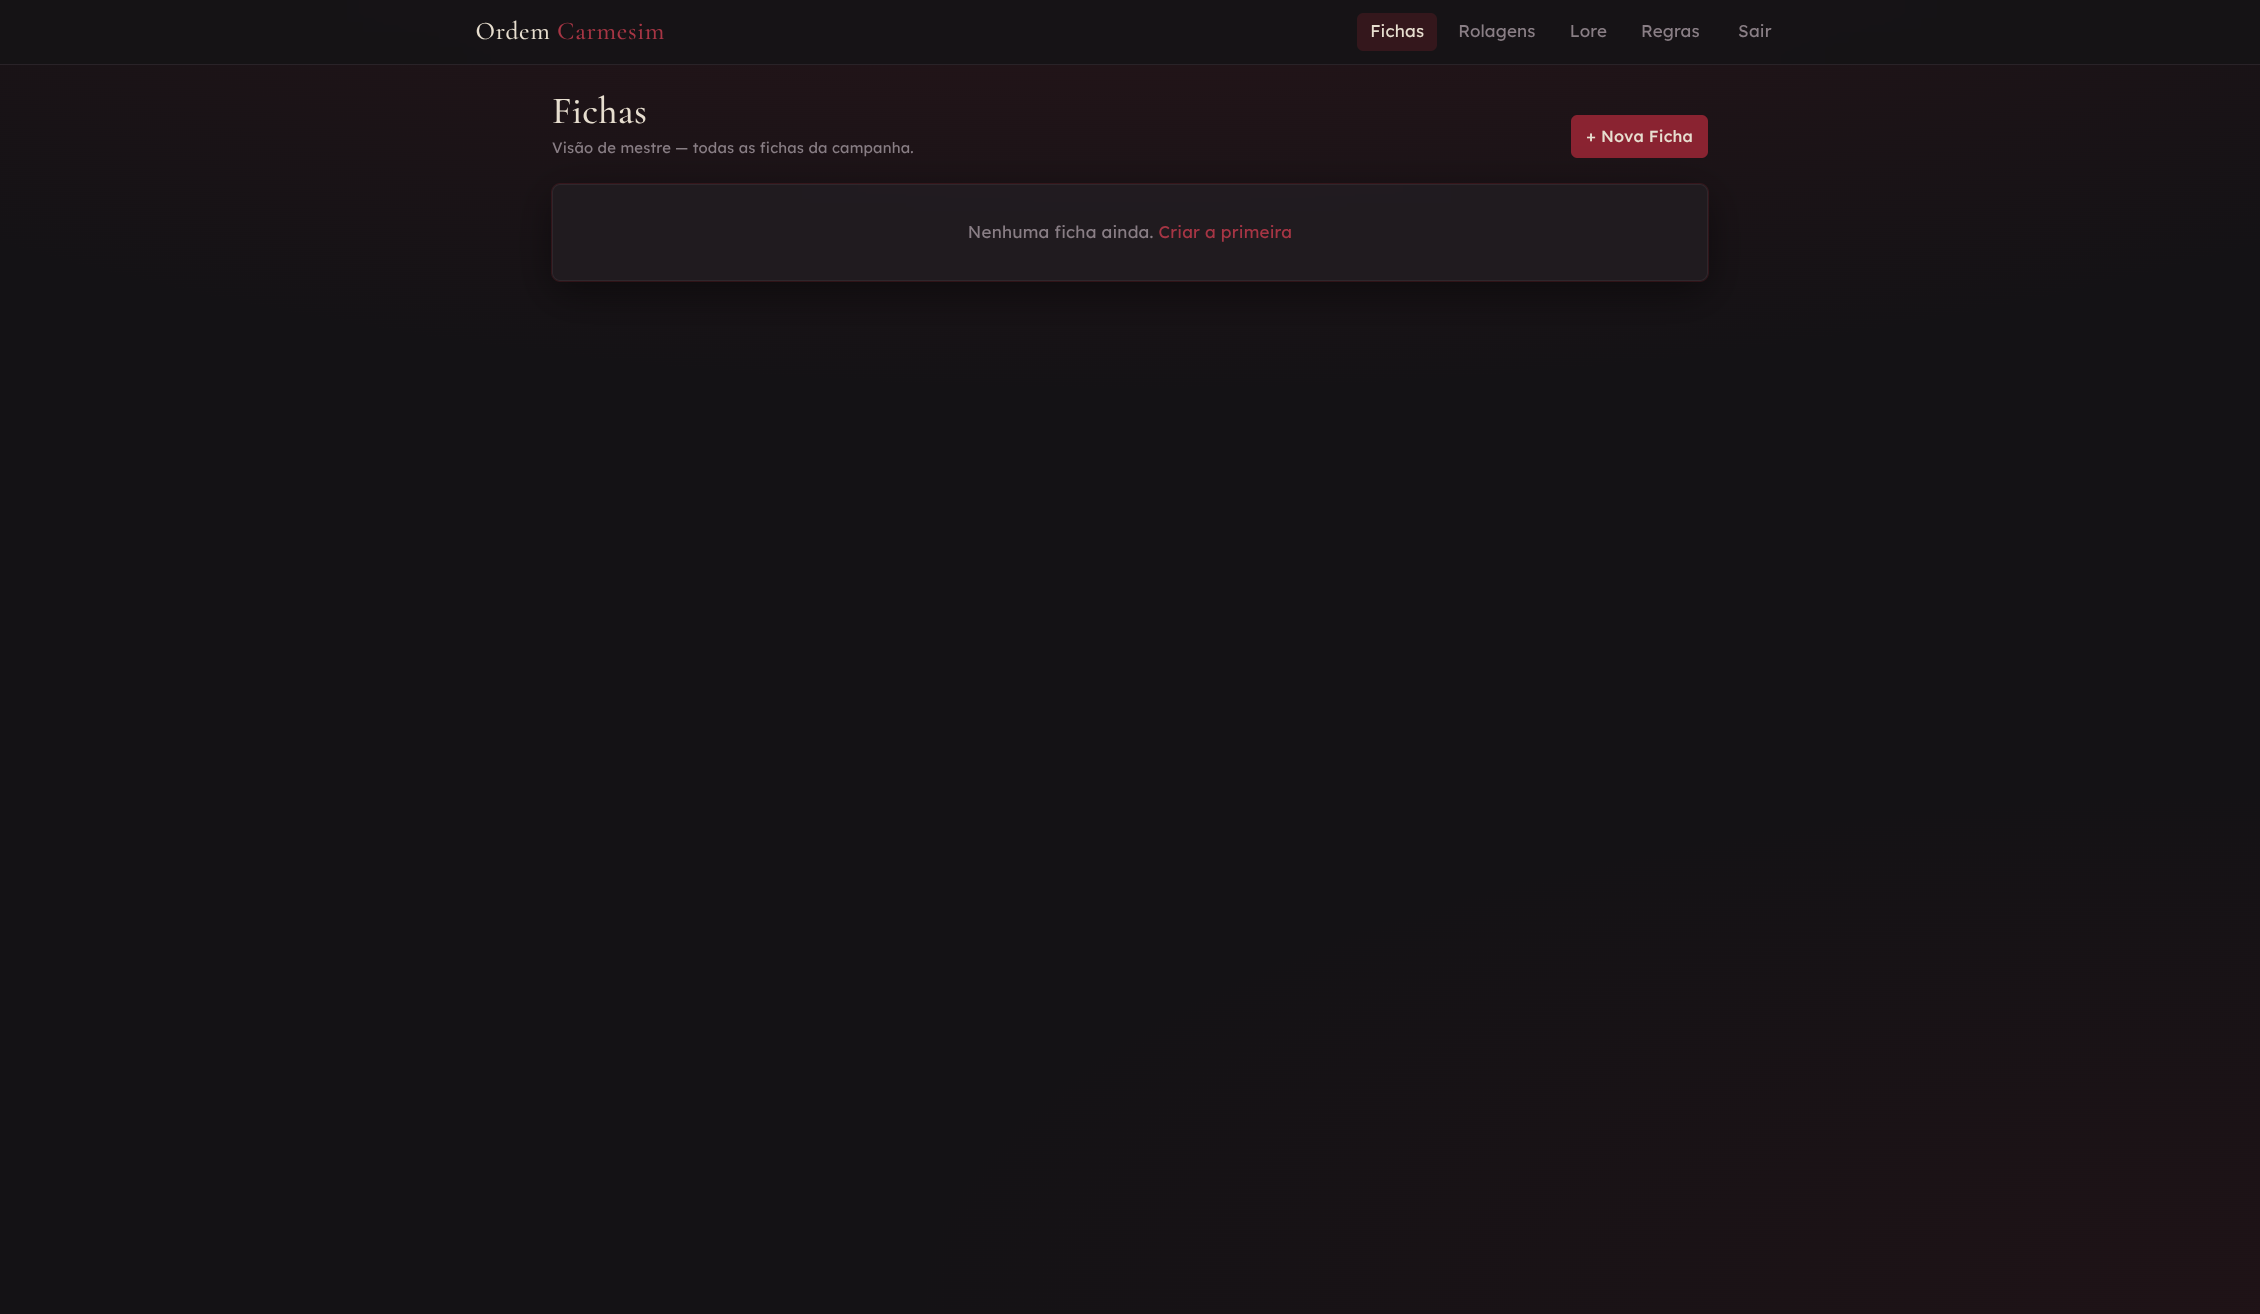 Ordem Carmesim
Fichas Rolagens Lore Regras Sair
Fichas
Visão de mestre — todas as fichas da campanha.
+ Nova Ficha
Nenhuma ficha ainda. Criar a primeira